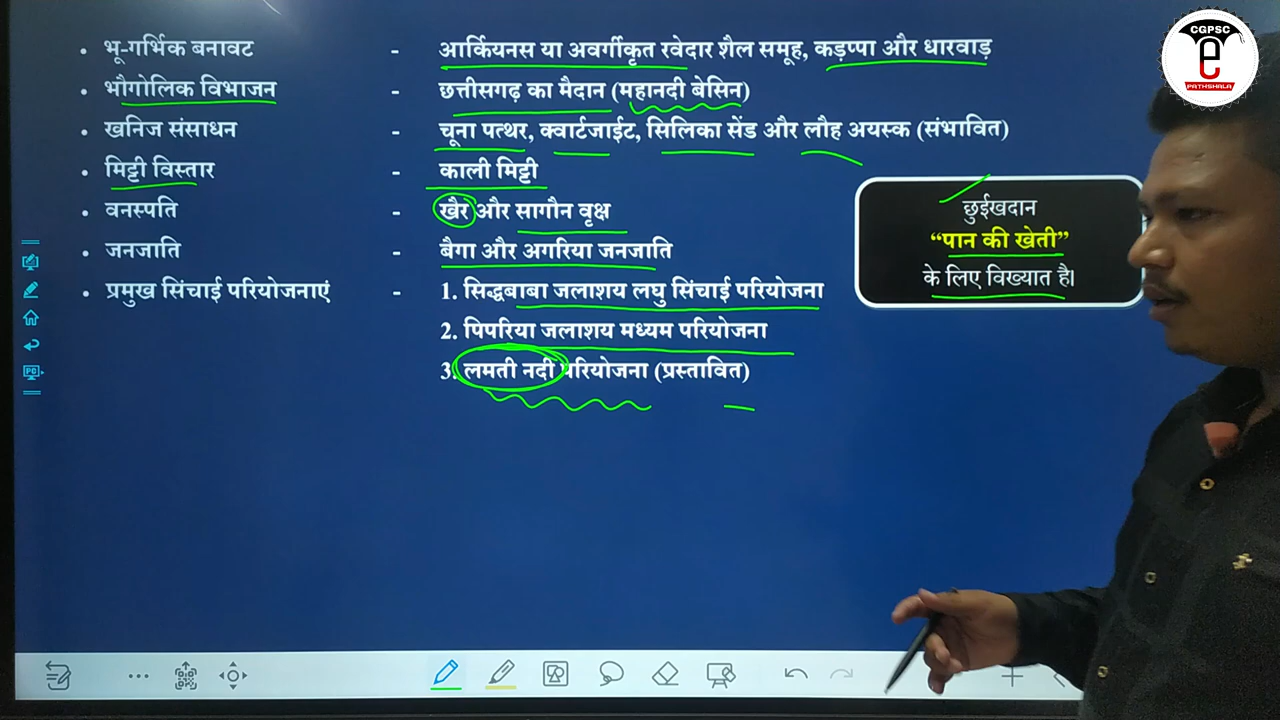 CGPSC
e
PATHSHALA
• भू-गर्भिक बनावट - आर्कियनस या अवर्गीकृत रवेदार शैल समूह, कड़प्पा और धारवाड़
• भौगोलिक विभाजन - छत्तीसगढ़ का मैदान (महानदी बेसिन)
• खनिज संसाधन - चूना पत्थर, क्वार्टजाईट, सिलिका सेंड और लौह अयस्क (संभावित)
• मिट्टी विस्तार - काली मिट्टी
• वनस्पति - खैर और सागौन वृक्ष
• जनजाति - बैगा और अगरिया जनजाति
• प्रमुख सिंचाई परियोजनाएं - 1. सिद्धबाबा जलाशय लघु सिंचाई परियोजना
2. पिपरिया जलाशय मध्यम परियोजना
3. लमती नदी परियोजना (प्रस्तावित)
छुईखदान
“पान की खेती”
के लिए विख्यात है।
PC